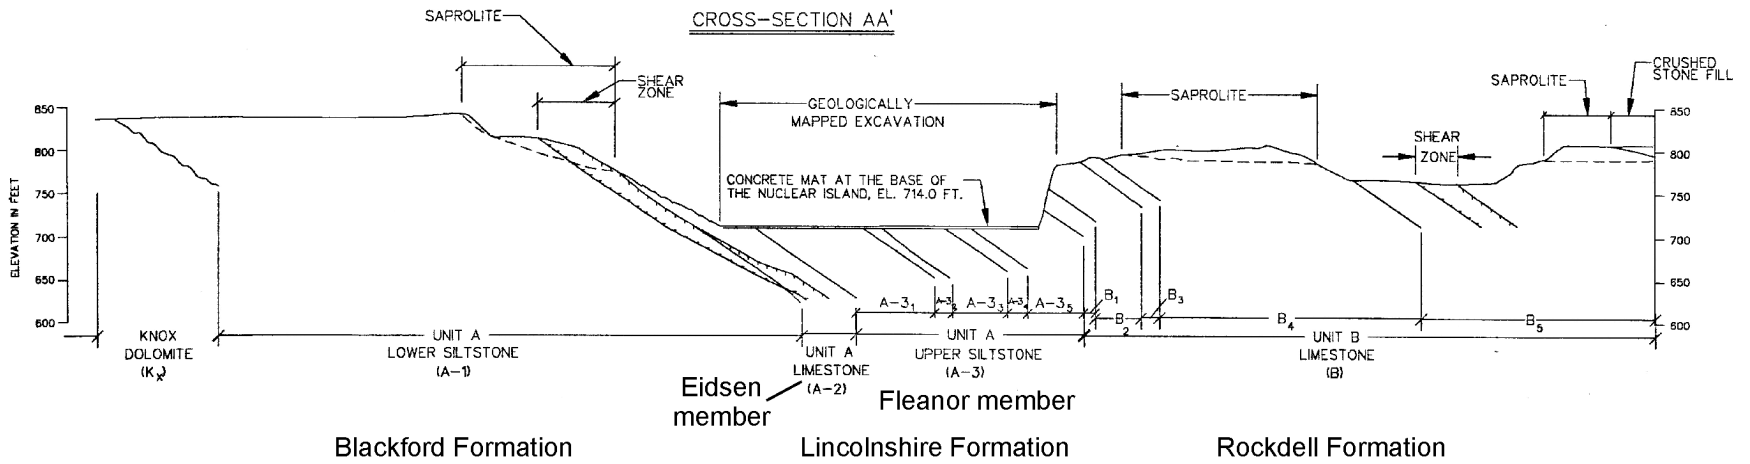 CROSS-SECTION AA'
SAPROLITE
SHEAR
ZONE
GEOLOGICALLY
MAPPED EXCAVATION
SAPROLITE
SAPROLITE
CRUSHED
STONE FILL
SHEAR
ZONE
CONCRETE MAT AT THE BASE OF
THE NUCLEAR ISLAND, EL. 714.0 FT.
ELEVATION IN FEET
850
800
750
700
650
600
850
800
750
700
650
600
A-3₁
A-3₂
A-3₃
A-3₄
A-3₅
B₁
B₂
B₃
B₄
B₅
KNOX
DOLOMITE
(Kₓ)
UNIT A
LOWER SILTSTONE
(A-1)
UNIT A
LIMESTONE
(A-2)
UNIT A
UPPER SILTSTONE
(A-3)
UNIT B
LIMESTONE
(B)
Eidsen
member
Fleanor member
Blackford Formation
Lincolnshire Formation
Rockdell Formation